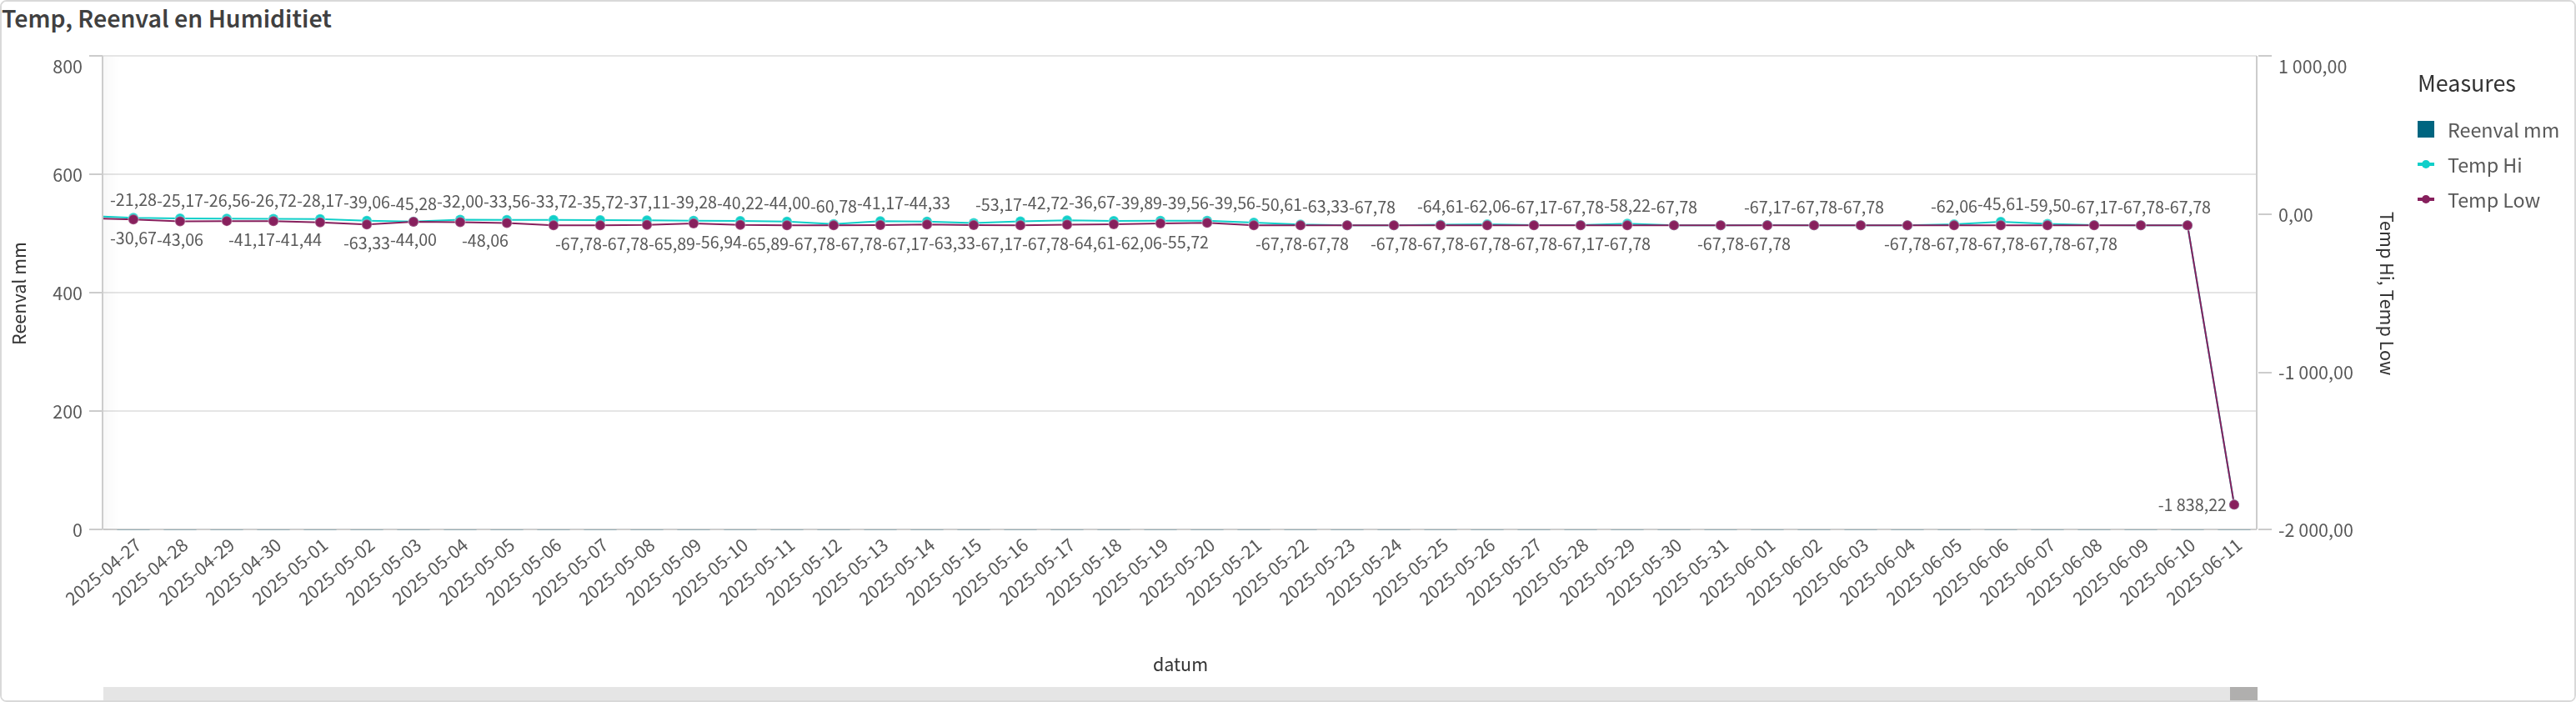 Temp, Reenval en Humiditiet
800
600
400
200
0
Reenval mm
1 000,00
0,00
-1 000,00
-2 000,00
Temp Hi, Temp Low
Measures
Reenval mm
Temp Hi
Temp Low
-21,28 -25,17 -26,56 -26,72 -28,17 -39,06 -45,28 -32,00 -33,56 -33,72 -35,72 -37,11 -39,28 -40,22 -44,00 -60,78 -41,17 -44,33 -53,17 -42,72 -36,67 -39,89 -39,56 -39,56 -50,61 -63,33 -67,78 -64,61 -62,06 -67,17 -67,78 -58,22 -67,78 -67,17 -67,78 -67,78 -62,06 -45,61 -59,50 -67,17 -67,78 -67,78
-30,67 -43,06 -41,17 -41,44 -63,33 -44,00 -48,06 -67,78 -67,78 -65,89 -56,94 -65,89 -67,78 -67,78 -67,17 -63,33 -67,17 -67,78 -64,61 -62,06 -55,72 -67,78 -67,78 -67,78 -67,78 -67,78 -67,78 -67,17 -67,78 -67,78 -67,78 -67,78 -67,78 -67,78 -67,78 -67,78
-1 838,22
2025-04-27 2025-04-28 2025-04-29 2025-04-30 2025-05-01 2025-05-02 2025-05-03 2025-05-04 2025-05-05 2025-05-06 2025-05-07 2025-05-08 2025-05-09 2025-05-10 2025-05-11 2025-05-12 2025-05-13 2025-05-14 2025-05-15 2025-05-16 2025-05-17 2025-05-18 2025-05-19 2025-05-20 2025-05-21 2025-05-22 2025-05-23 2025-05-24 2025-05-25 2025-05-26 2025-05-27 2025-05-28 2025-05-29 2025-05-30 2025-05-31 2025-06-01 2025-06-02 2025-06-03 2025-06-04 2025-06-05 2025-06-06 2025-06-07 2025-06-08 2025-06-09 2025-06-10 2025-06-11
datum